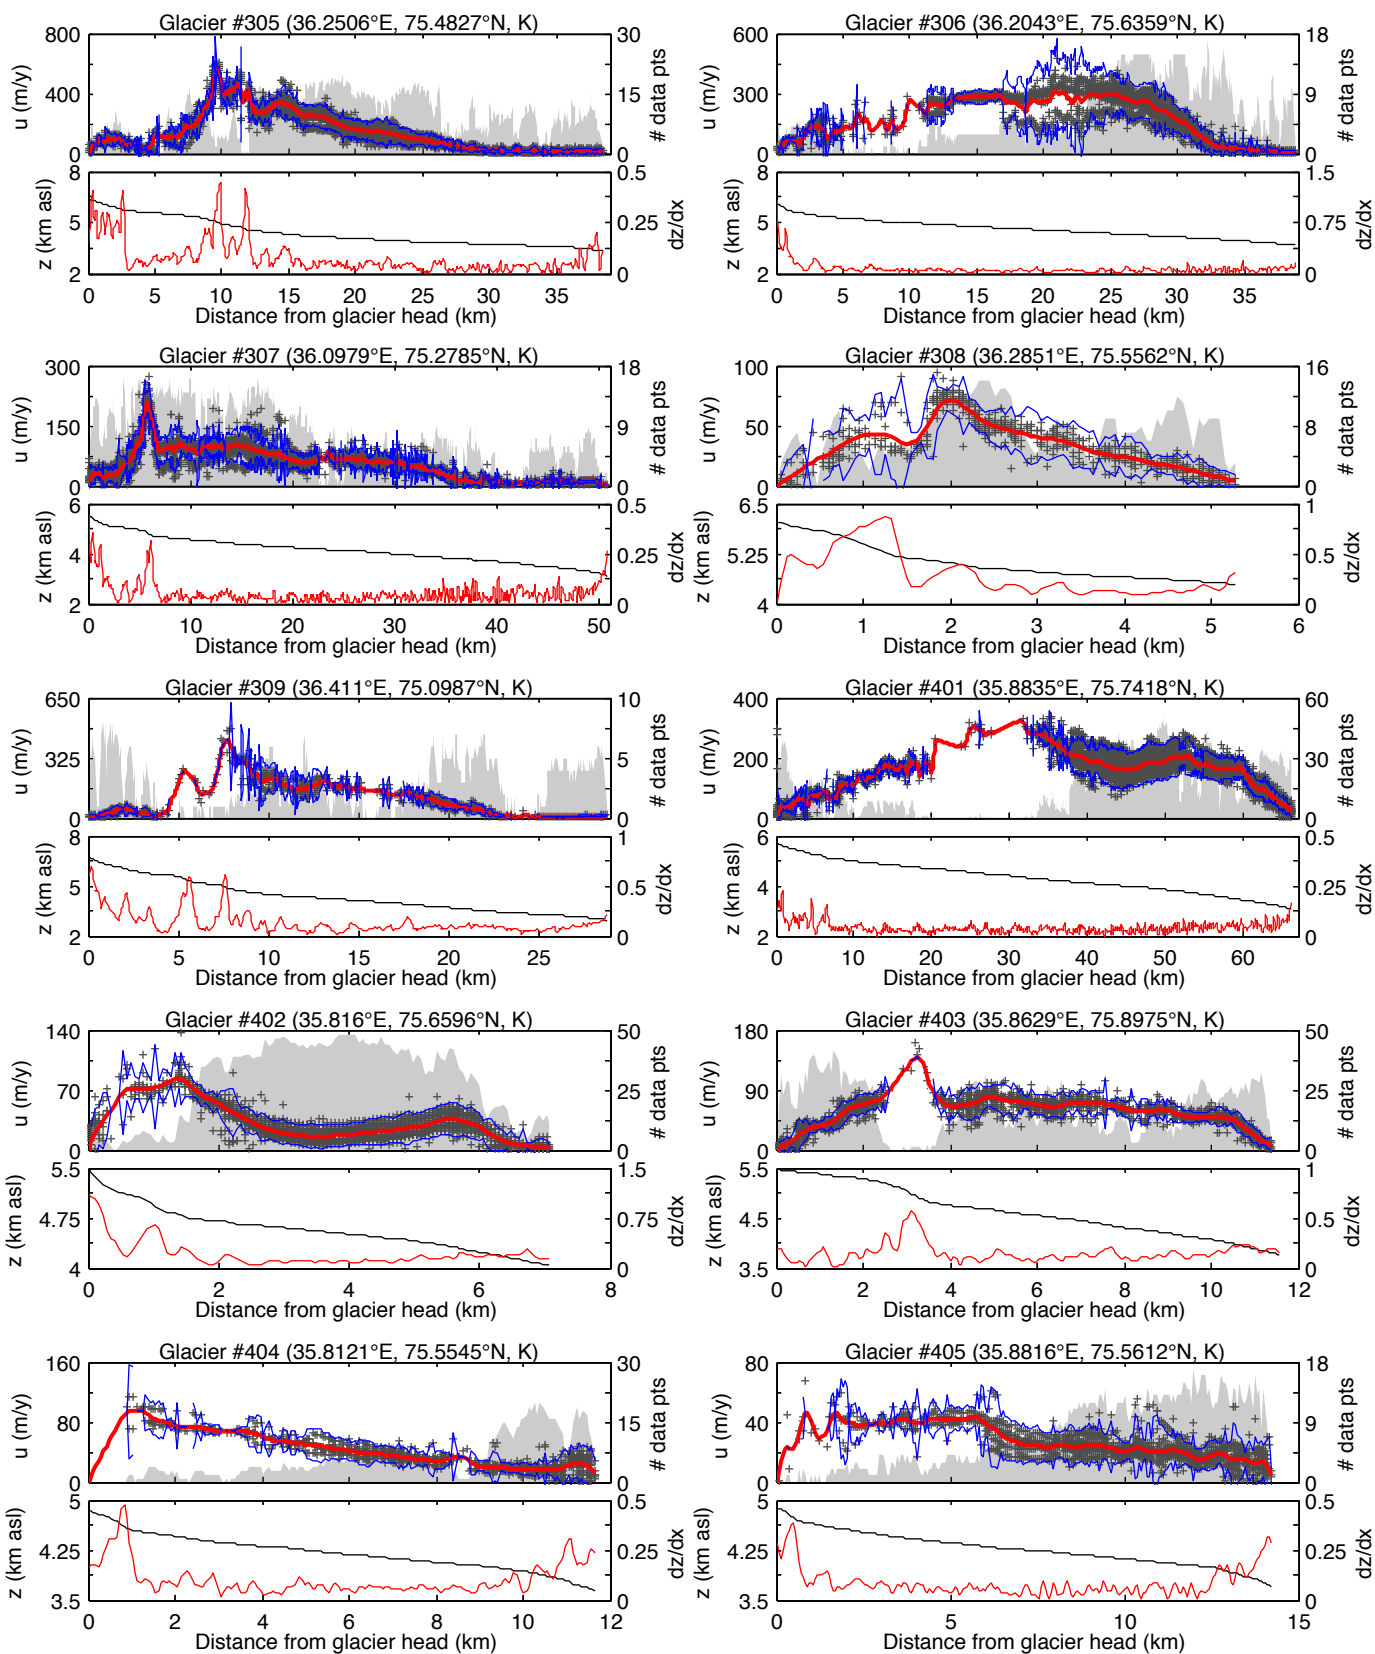 Glacier #305 (36.2506°E, 75.4827°N, K)
800
400
0
u (m/y)
30
15
0
# data pts
8
5
2
z (km asl)
0.5
0.25
0
dz/dx
0 5 10 15 20 25 30 35
Distance from glacier head (km)
Glacier #306 (36.2043°E, 75.6359°N, K)
600
300
0
u (m/y)
18
9
0
# data pts
8
5
2
z (km asl)
1.5
0.75
0
dz/dx
0 5 10 15 20 25 30 35
Distance from glacier head (km)
Glacier #307 (36.0979°E, 75.2785°N, K)
300
150
0
u (m/y)
18
9
0
# data pts
6
4
2
z (km asl)
0.5
0.25
0
dz/dx
0 10 20 30 40 50
Distance from glacier head (km)
Glacier #308 (36.2851°E, 75.5562°N, K)
100
50
0
u (m/y)
16
8
0
# data pts
6.5
5.25
4
z (km asl)
1
0.5
0
dz/dx
0 1 2 3 4 5 6
Distance from glacier head (km)
Glacier #309 (36.411°E, 75.0987°N, K)
650
325
0
u (m/y)
10
5
0
# data pts
8
5
2
z (km asl)
1
0.5
0
dz/dx
0 5 10 15 20 25
Distance from glacier head (km)
Glacier #401 (35.8835°E, 75.7418°N, K)
400
200
0
u (m/y)
60
30
0
# data pts
6
4
2
z (km asl)
0.5
0.25
0
dz/dx
0 10 20 30 40 50 60
Distance from glacier head (km)
Glacier #402 (35.816°E, 75.6596°N, K)
140
70
0
u (m/y)
50
25
0
# data pts
5.5
4.75
4
z (km asl)
1.5
0.75
0
dz/dx
0 2 4 6 8
Distance from glacier head (km)
Glacier #403 (35.8629°E, 75.8975°N, K)
180
90
0
u (m/y)
50
25
0
# data pts
5.5
4.5
3.5
z (km asl)
1
0.5
0
dz/dx
0 2 4 6 8 10 12
Distance from glacier head (km)
Glacier #404 (35.8121°E, 75.5545°N, K)
160
80
0
u (m/y)
30
15
0
# data pts
5
4.25
3.5
z (km asl)
0.5
0.25
0
dz/dx
0 2 4 6 8 10 12
Distance from glacier head (km)
Glacier #405 (35.8816°E, 75.5612°N, K)
80
40
0
u (m/y)
18
9
0
# data pts
5
4.25
3.5
z (km asl)
0.5
0.25
0
dz/dx
0 5 10 15
Distance from glacier head (km)